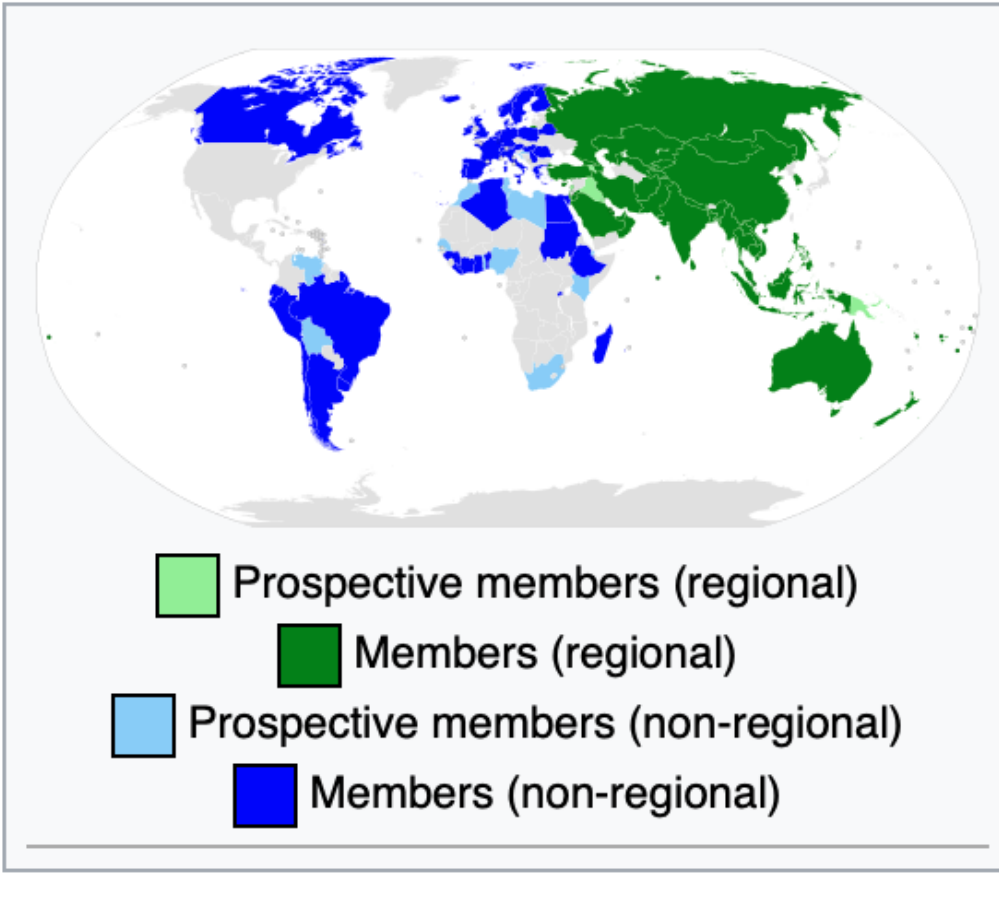 Prospective members (regional)
Members (regional)
Prospective members (non-regional)
Members (non-regional)